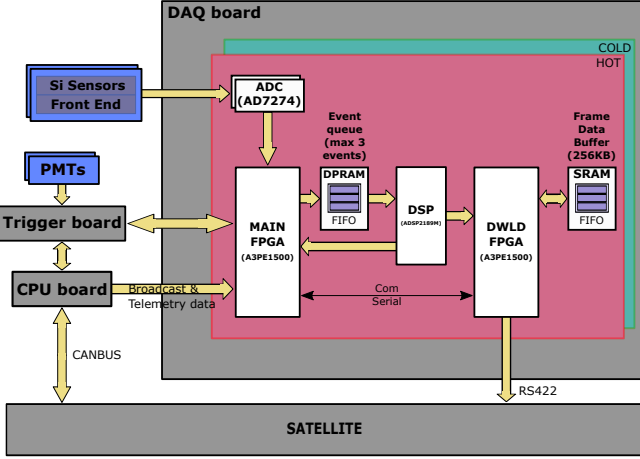 DAQ board
COLD
HOT
Si Sensors
Front End
ADC
(AD7274)
Event
queue
(max 3
events)
Frame
Data
Buffer
(256KB)
PMTs
DPRAM
FIFO
SRAM
FIFO
DSP
(ADSP2189M)
Trigger board
MAIN
FPGA
(A3PE1500)
DWLD
FPGA
(A3PE1500)
CPU board
Broadcast &
Telemetry data
Com
Serial
CANBUS
RS422
SATELLITE